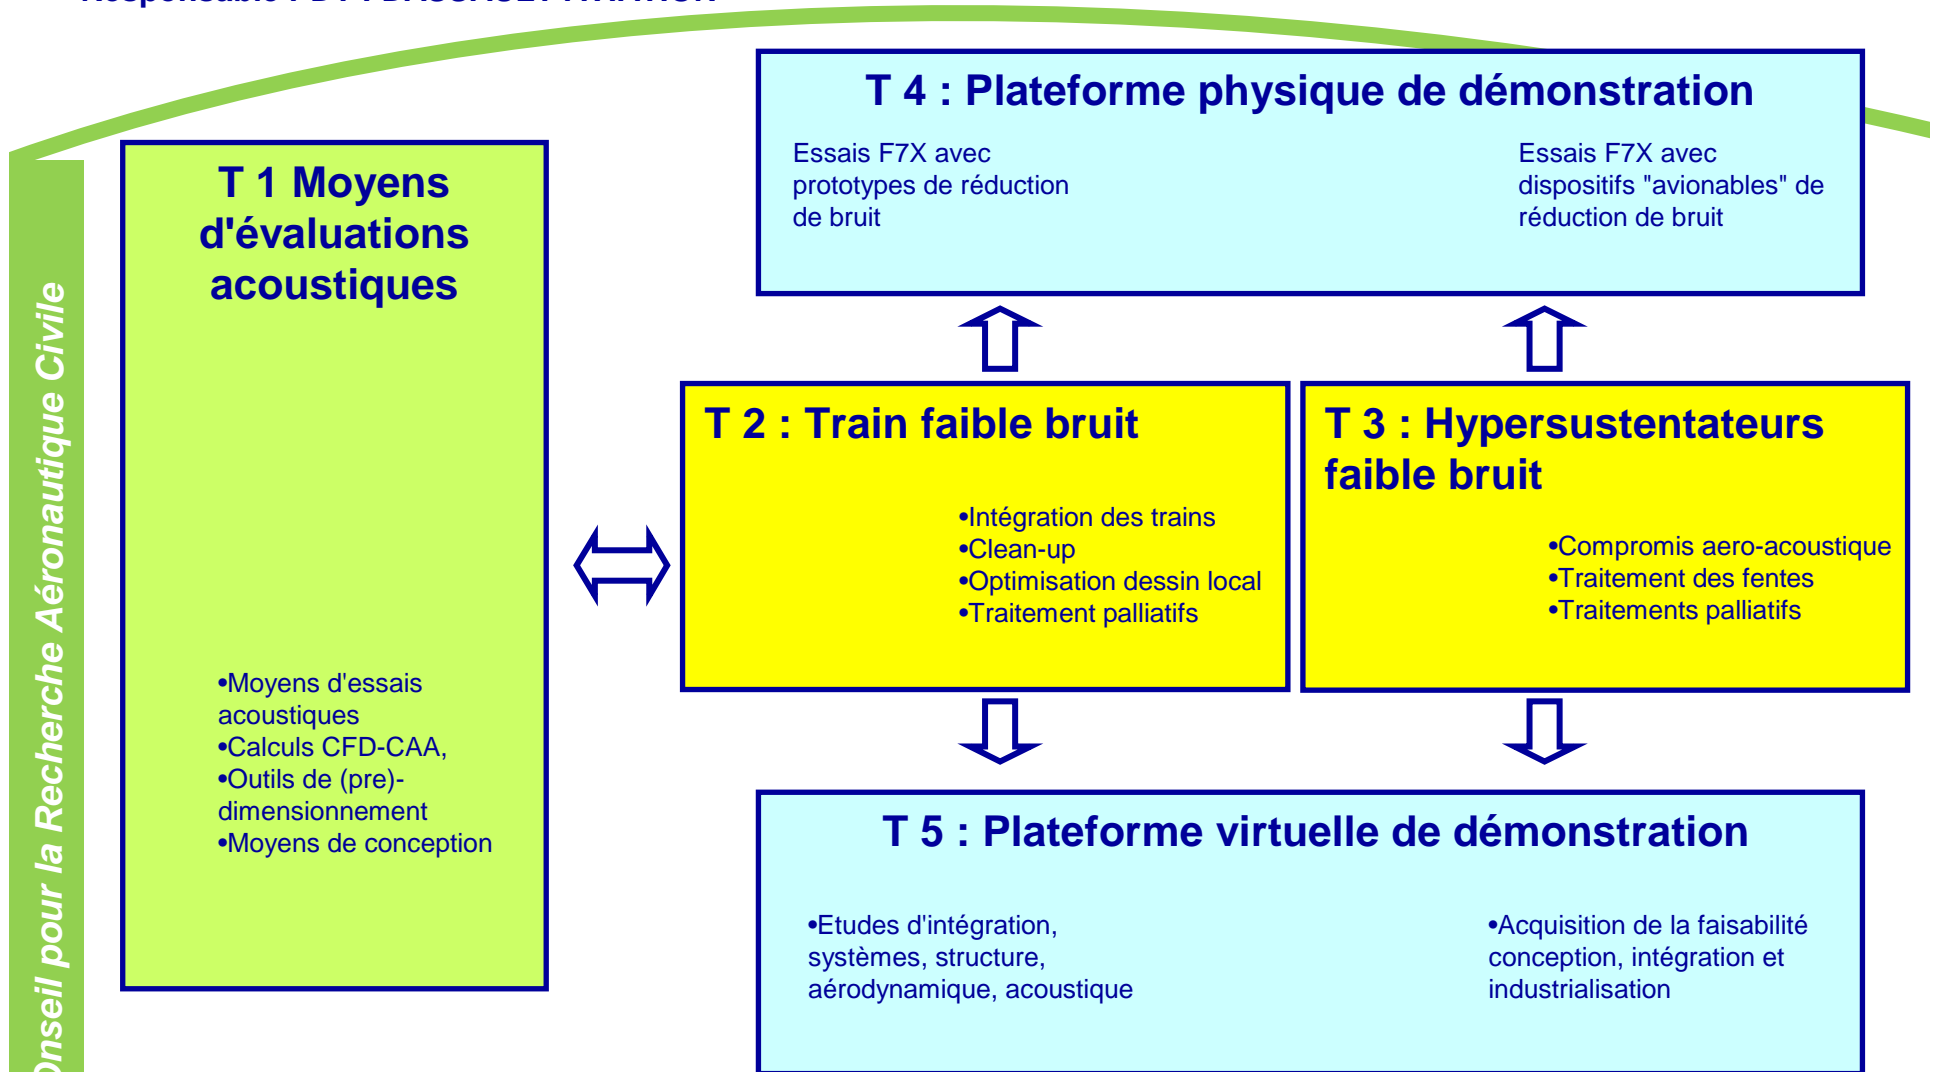 T 4 : Plateforme physique de démonstration
Essais F7X avec
prototypes de réduction
de bruit
Essais F7X avec
dispositifs "avionables" de
réduction de bruit
T 1 Moyens
d'évaluations
acoustiques
•Moyens d'essais
acoustiques
•Calculs CFD-CAA,
•Outils de (pre)-
dimensionnement
•Moyens de conception
T 2 : Train faible bruit
•Intégration des trains
•Clean-up
•Optimisation dessin local
•Traitement palliatifs
T 3 : Hypersustentateurs
faible bruit
•Compromis aero-acoustique
•Traitement des fentes
•Traitements palliatifs
T 5 : Plateforme virtuelle de démonstration
•Etudes d'intégration,
systèmes, structure,
aérodynamique, acoustique
•Acquisition de la faisabilité
conception, intégration et
industrialisation
onseil pour la Recherche Aéronautique Civile